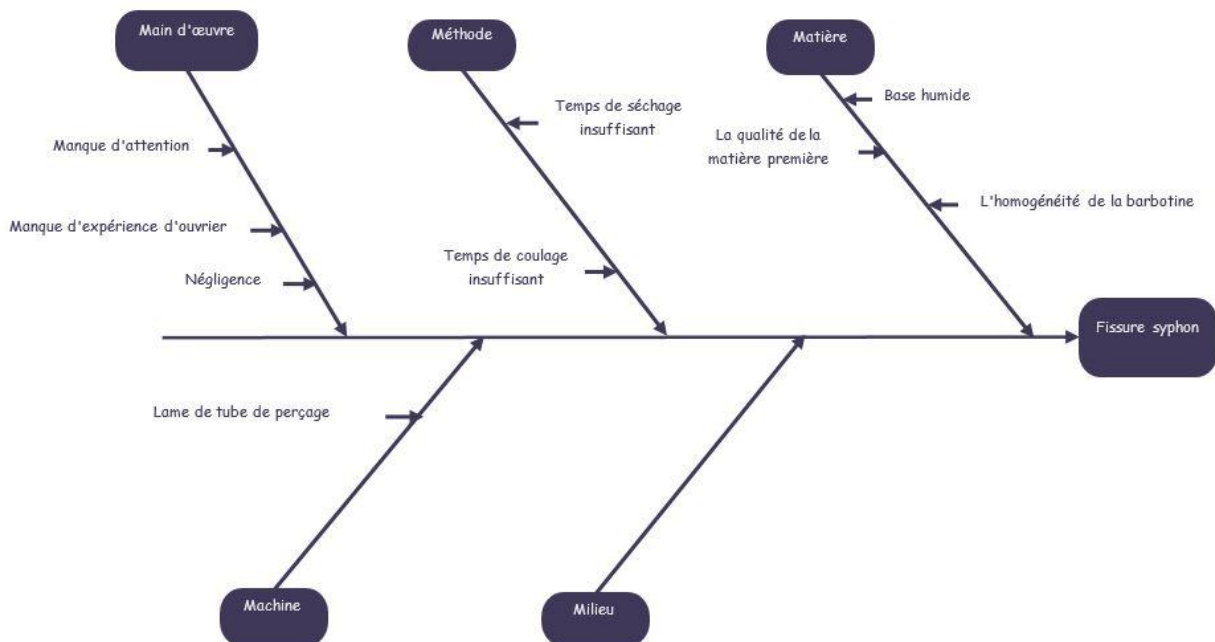 Main d'œuvre
Méthode
Matière
Base humide
Temps de séchage
insuffisant
La qualité de la
matière première
Manque d'attention
L'homogénéité de la barbotine
Manque d'expérience d'ouvrier
Temps de coulage
insuffisant
Négligence
Fissure syphon
Lame de tube de perçage
Machine
Milieu